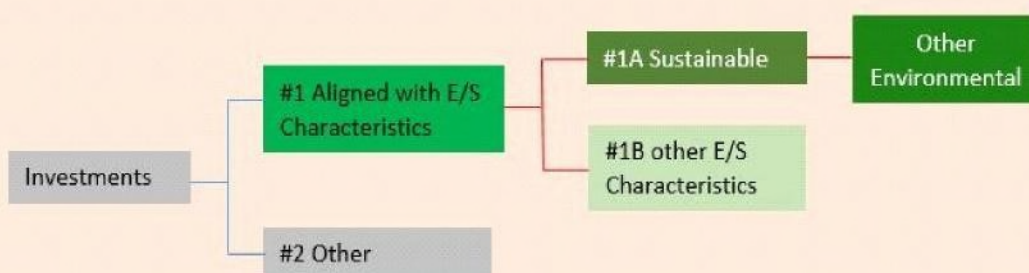 Other
Environmental
#1A Sustainable
#1 Aligned with E/S
Characteristics
#1B other E/S
Characteristics
Investments
#2 Other